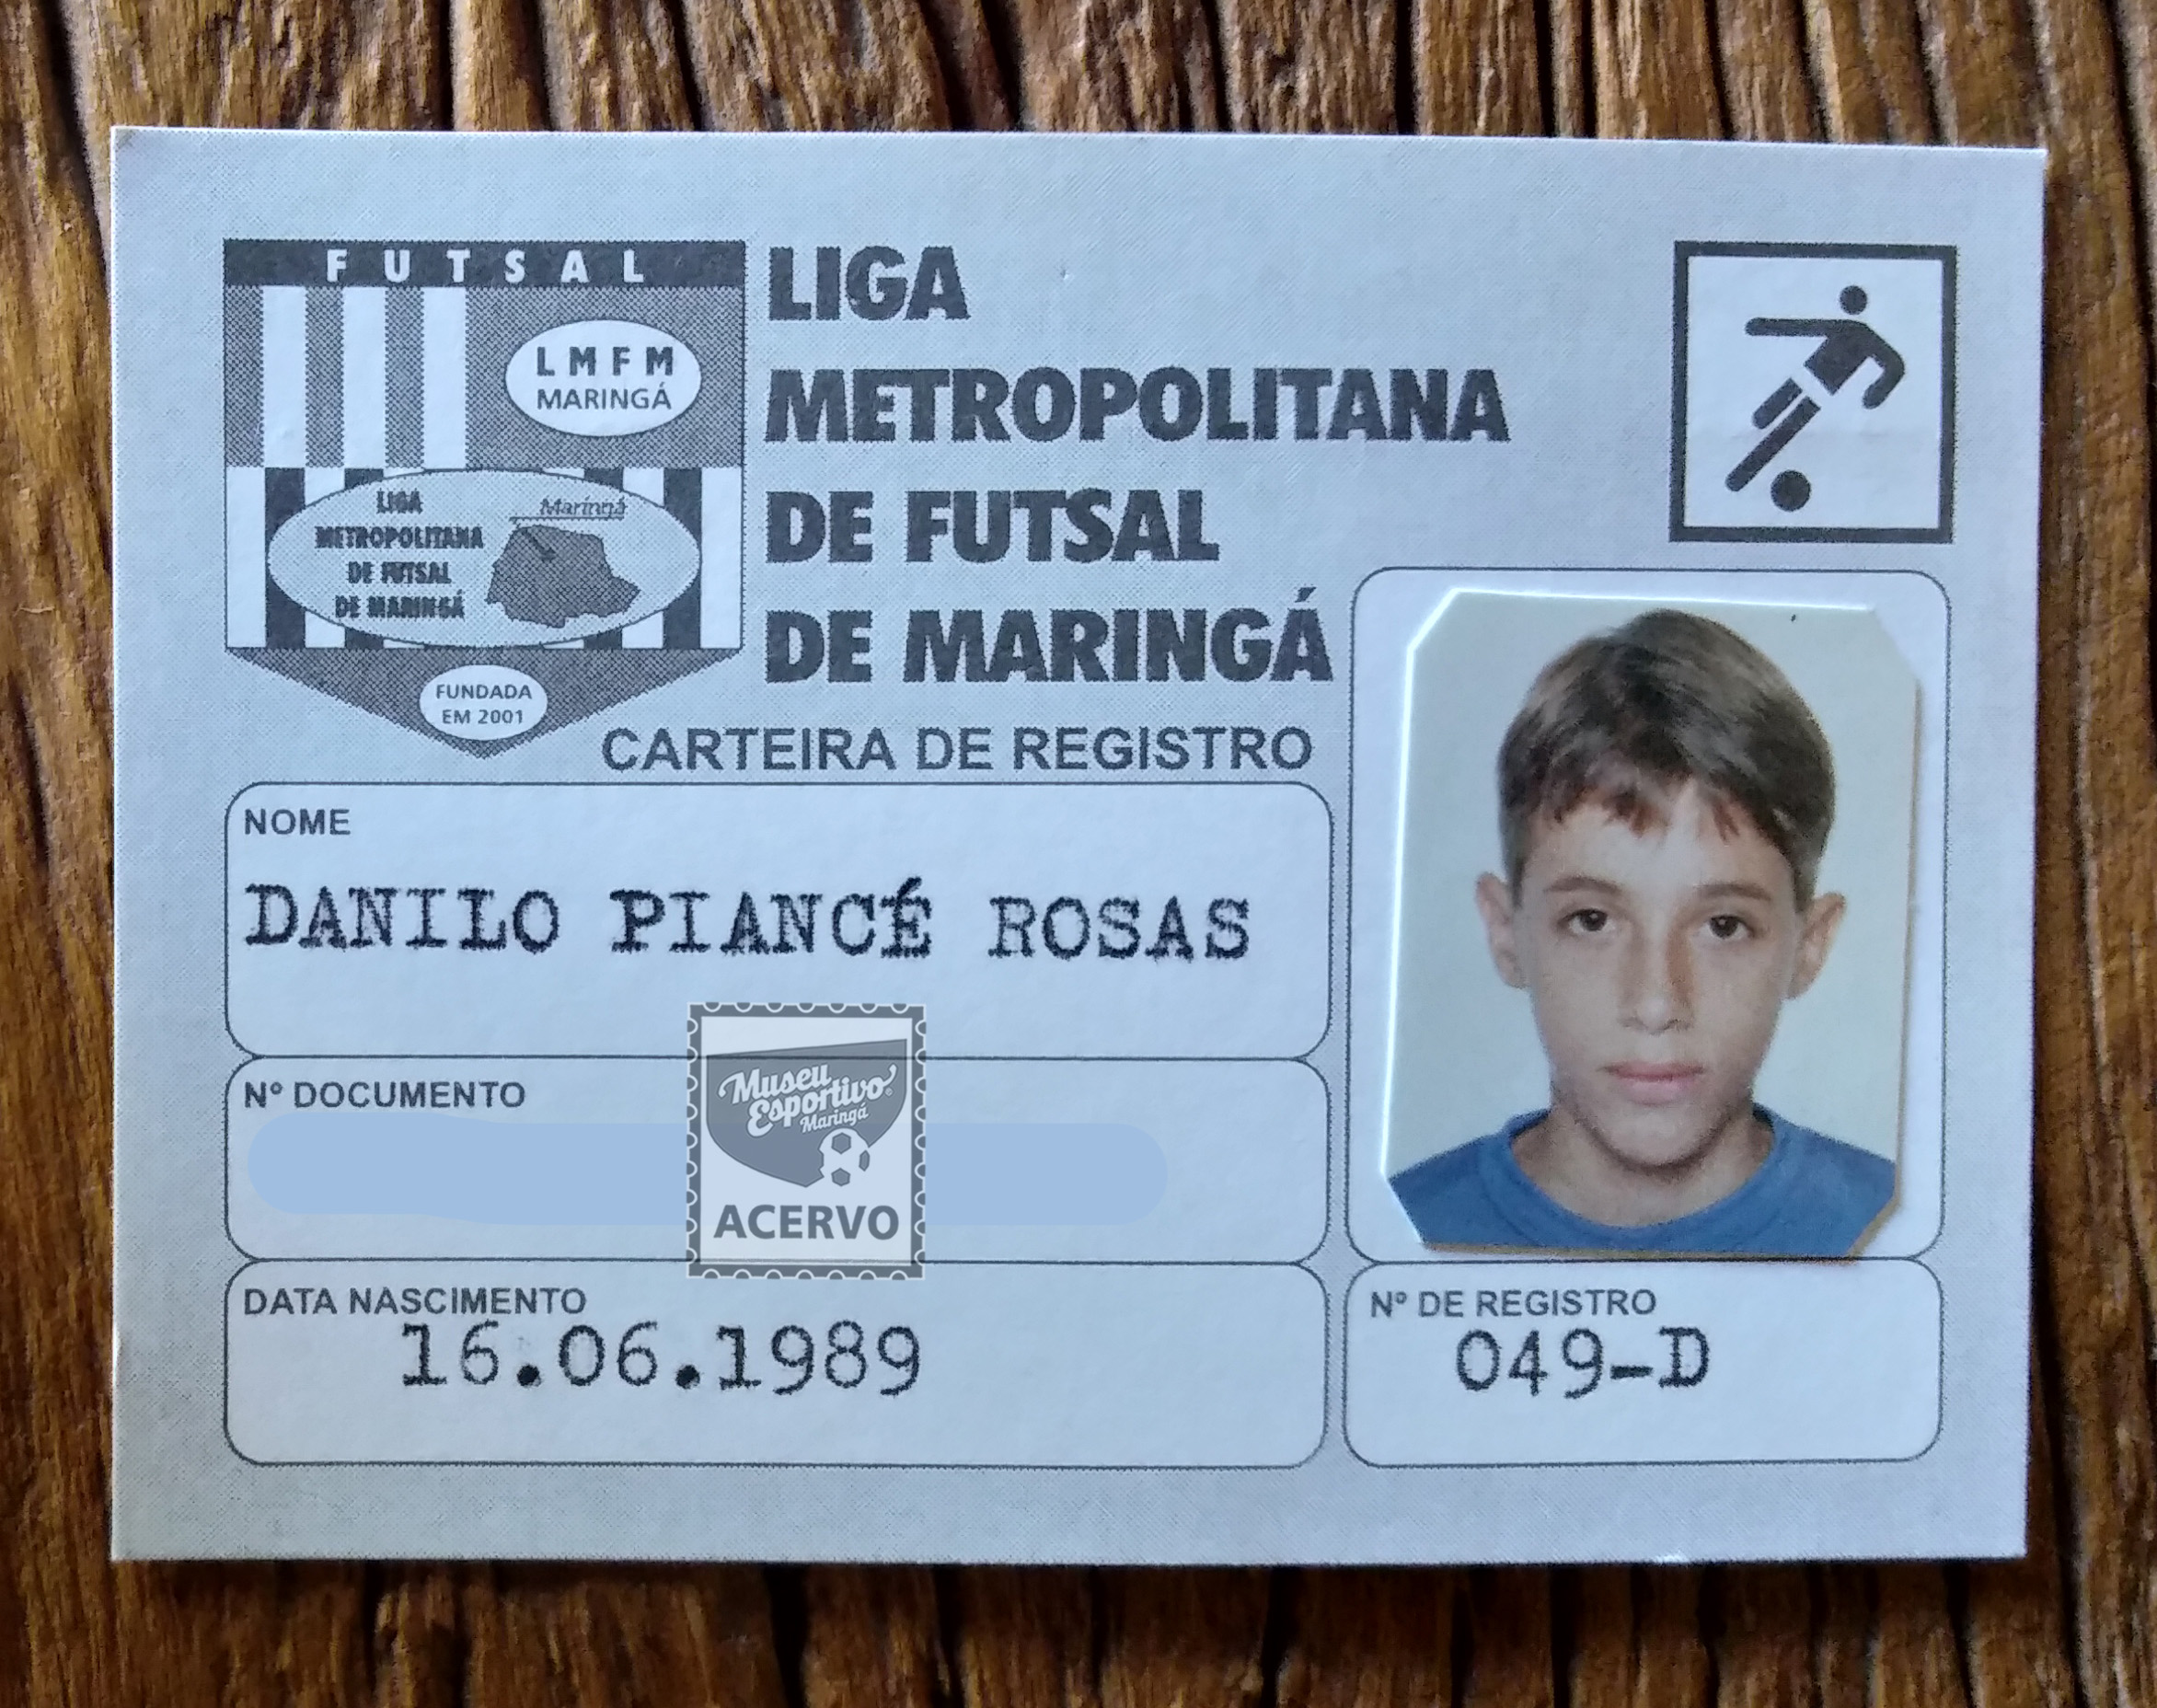 FUTSAL
LMFM
MARINGÁ
LIGA
METROPOLITANA
DE FUTSAL
DE MARINGÁ
Maringá
FUNDADA
EM 2001
LIGA
METROPOLITANA
DE FUTSAL
DE MARINGÁ
CARTEIRA DE REGISTRO
NOME
DANILO PIANCÉ ROSAS
Nº DOCUMENTO
Museu
Esportivo
Maringá
ACERVO
DATA NASCIMENTO
16.06.1989
Nº DE REGISTRO
049-D